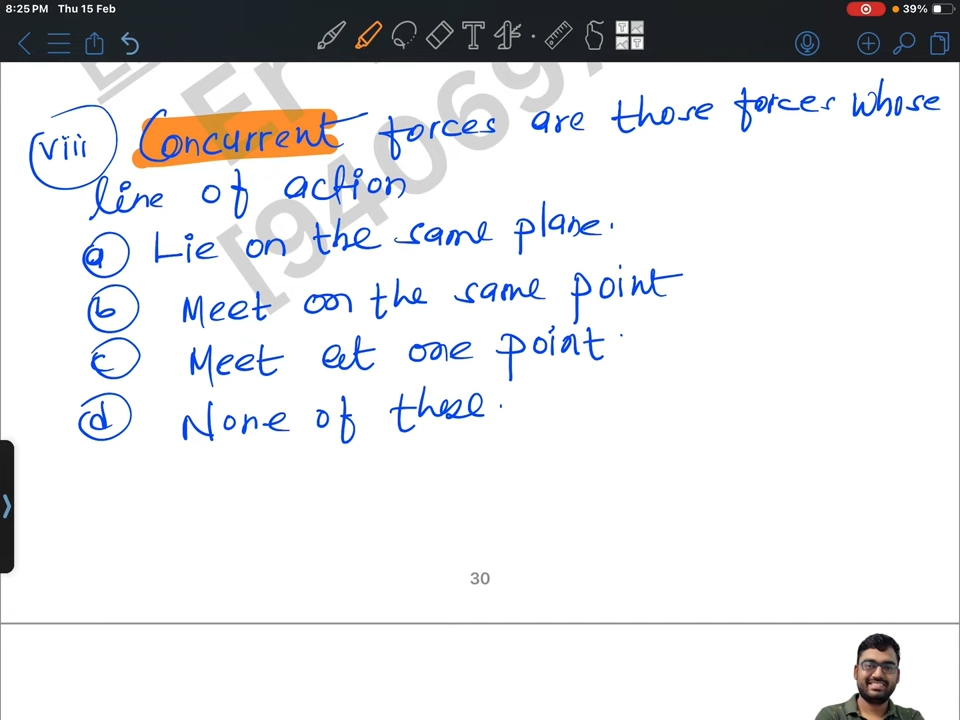 8:25 PM Thu 15 Feb
39%
viii Concurrent forces are those forces whose
line of action
a Lie on the same plane.
b Meet on the same point
c Meet at one point.
d None of these.
30